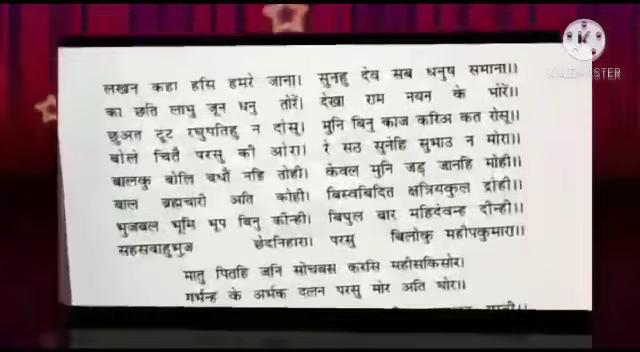 लखन कहा हसि हमरे जाना। सुनहु देव सब धनुष समाना।।
का छति लाभु जून धनु तोरें। देखा राम नयन के भोरें।।
छुअत टूट रघुपतिहु न दोसू। मुनि बिनु काज करिअ कत रोसू।।
बोले चितै परसु की ओरा। रे सठ सुनेहि सुभाउ न मोरा।।
बालकु बोलि बधौं नहि तोही। केवल मुनि जड़ जानहि मोही।।
बाल ब्रह्मचारी अति कोही। बिस्वबिदित क्षत्रियकुल द्रोही।।
भुजबल भूमि भूप बिनु कीन्ही। बिपुल बार महिदेवन्ह दीन्ही।।
सहसबाहुभुज छेदनिहारा। परसु बिलोकु महीपकुमारा।।
मातु पितहि जनि सोचबस करसि महीसकिसोर।
गर्भन्ह के अर्भक दलन परसु मोर अति घोर।।
KINEMASTER